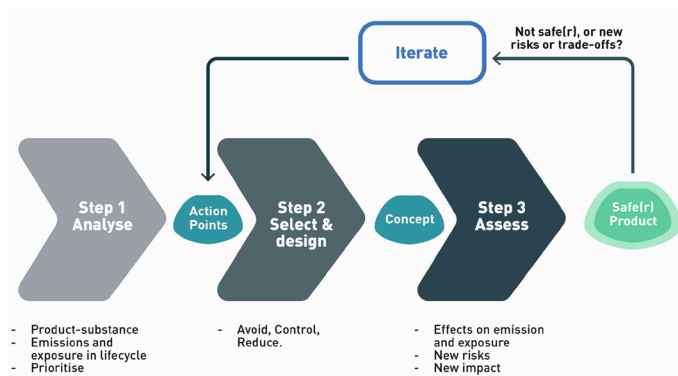 Not safe(r), or new
risks or trade-offs?
Iterate
Step 1
Analyse
Action
Points
Step 2
Select &
design
Concept
Step 3
Assess
Safe(r)
Product
- Product-substance
- Emissions and
exposure in lifecycle
- Prioritise
- Avoid, Control,
Reduce.
- Effects on emission
and exposure
- New risks
- New impact